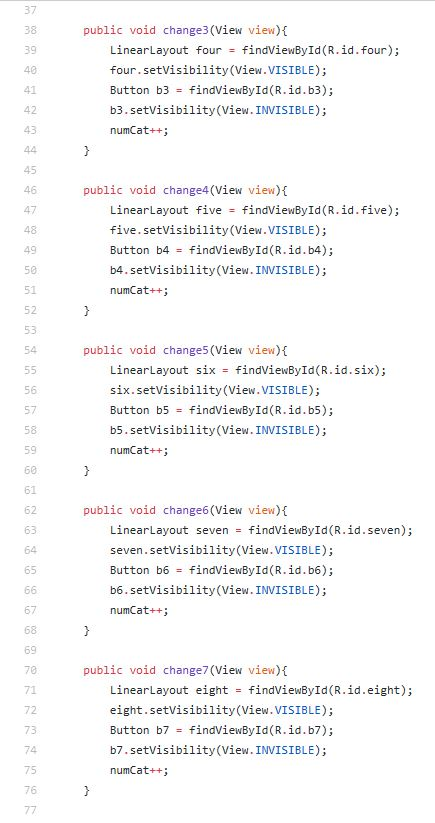 37
38 public void change3(View view){
39 LinearLayout four = findViewById(R.id.four);
40 four.setVisibility(View.VISIBLE);
41 Button b3 = findViewById(R.id.b3);
42 b3.setVisibility(View.INVISIBLE);
43 numCat++;
44 }
45
46 public void change4(View view){
47 LinearLayout five = findViewById(R.id.five);
48 five.setVisibility(View.VISIBLE);
49 Button b4 = findViewById(R.id.b4);
50 b4.setVisibility(View.INVISIBLE);
51 numCat++;
52 }
53
54 public void change5(View view){
55 LinearLayout six = findViewById(R.id.six);
56 six.setVisibility(View.VISIBLE);
57 Button b5 = findViewById(R.id.b5);
58 b5.setVisibility(View.INVISIBLE);
59 numCat++;
60 }
61
62 public void change6(View view){
63 LinearLayout seven = findViewById(R.id.seven);
64 seven.setVisibility(View.VISIBLE);
65 Button b6 = findViewById(R.id.b6);
66 b6.setVisibility(View.INVISIBLE);
67 numCat++;
68 }
69
70 public void change7(View view){
71 LinearLayout eight = findViewById(R.id.eight);
72 eight.setVisibility(View.VISIBLE);
73 Button b7 = findViewById(R.id.b7);
74 b7.setVisibility(View.INVISIBLE);
75 numCat++;
76 }
77